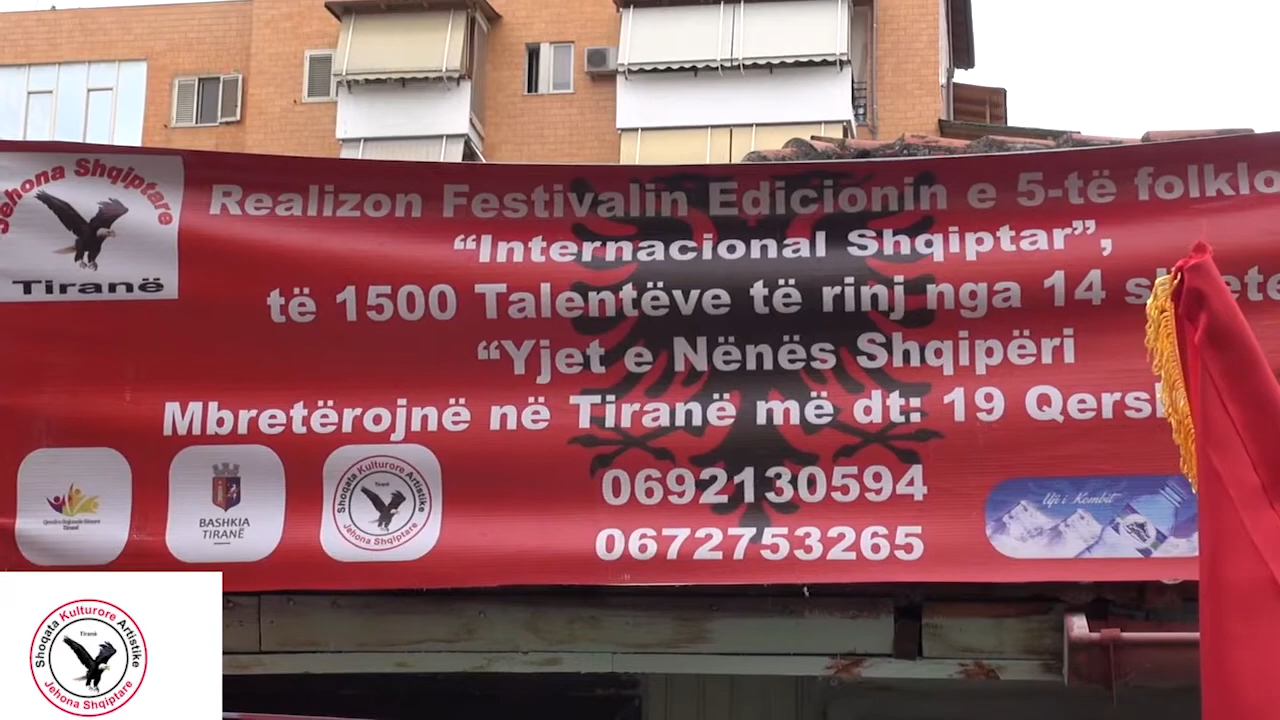 Jehona Shqiptare
Tiranë
Realizon Festivalin Edicionin e 5-të folklo
“Internacional Shqiptar”,
të 1500 Talentëve të rinj nga 14
“Yjet e Nënës Shqipëri
Mbretërojnë në Tiranë më dt: 19 Qersh
0692130594
0672753265
BASHKIA
TIRANË
Shoqata Kulturore Artistike
Tiranë
Jehona Shqiptare
Uji i Kombit
Shoqata Kulturore Artistike
Tiranë
Jehona Shqiptare